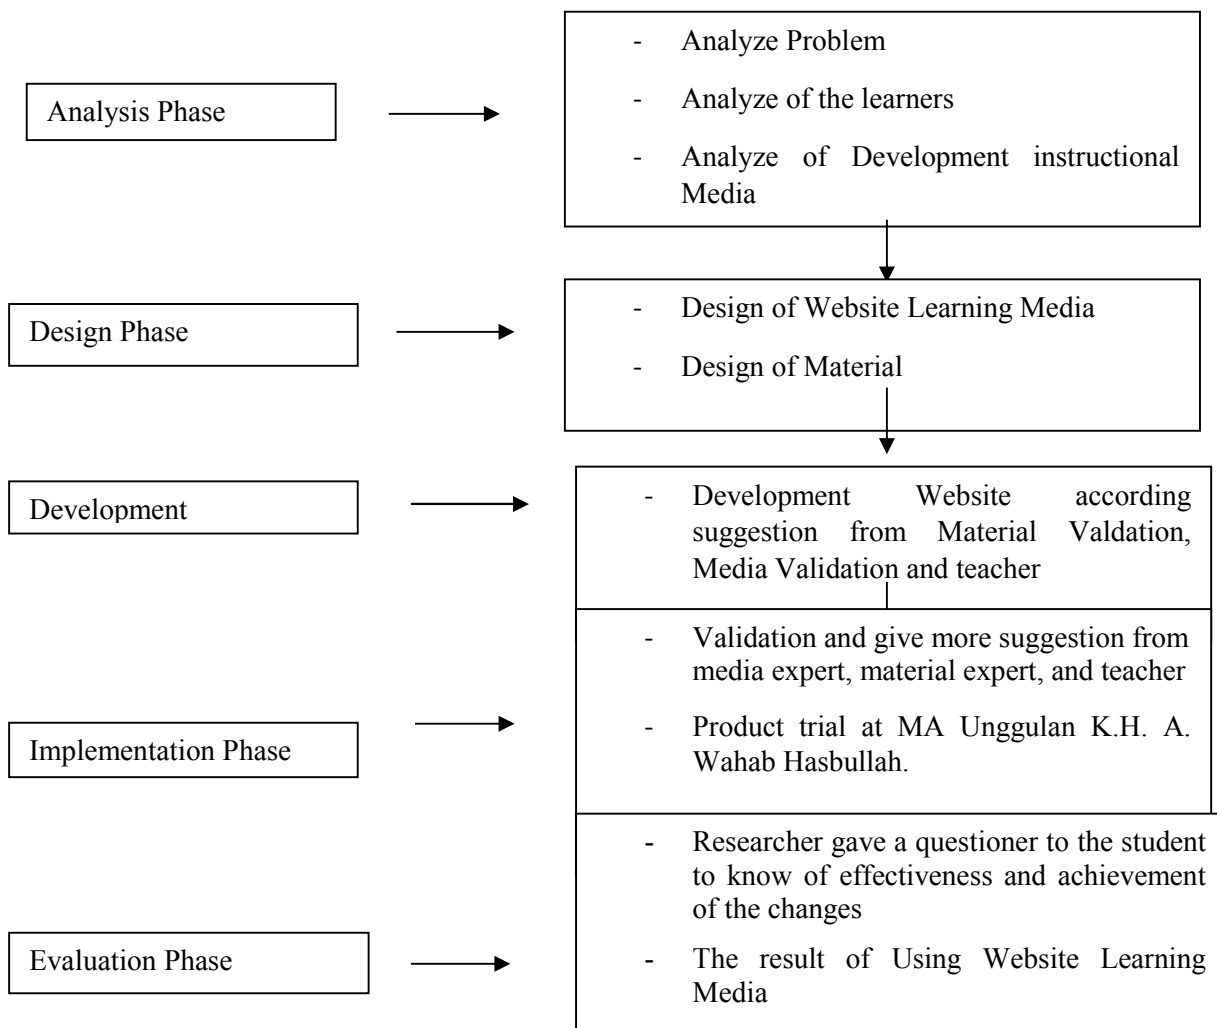 - Analyze Problem
- Analyze of the learners
Analysis Phase
- Analyze of Development instructional
Media
- Design of Website Learning Media
Design Phase
- Design of Material
- Development Website according
suggestion from Material Valdation,
Media Validation and teacher
Development
- Validation and give more suggestion from
media expert, material expert, and teacher
- Product trial at MA Unggulan K.H. A.
Wahab Hasbullah.
Implementation Phase
- Researcher gave a questioner to the student
to know of effectiveness and achievement
of the changes
- The result of Using Website Learning
Media
Evaluation Phase